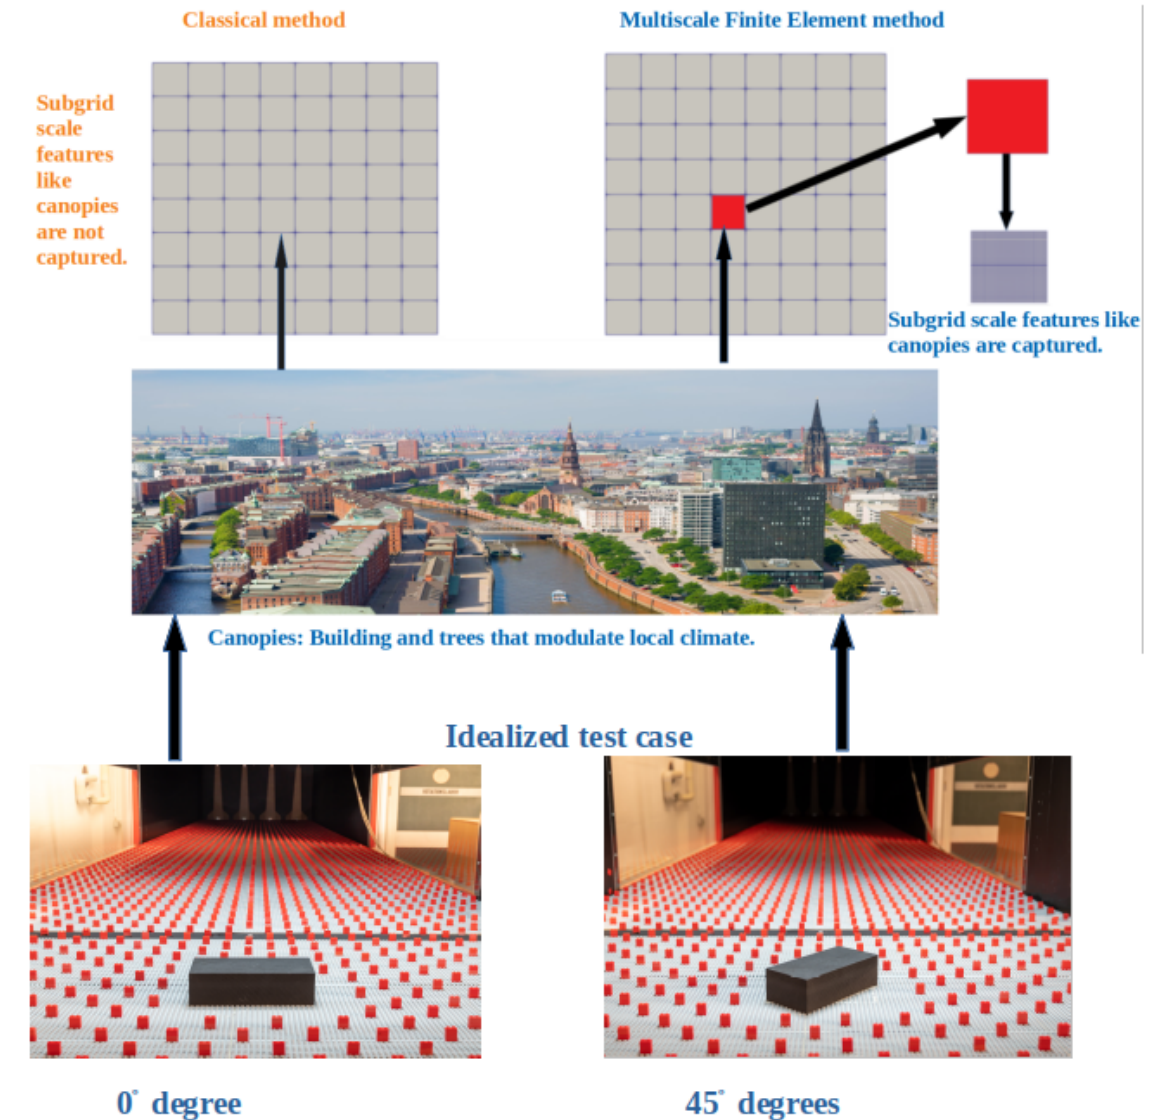 Classical method
Multiscale Finite Element method
Subgrid
scale
features
like
canopies
are not
captured.
Subgrid scale features like
canopies are captured.
Canopies: Building and trees that modulate local climate.
Idealized test case
0° degree
45° degrees